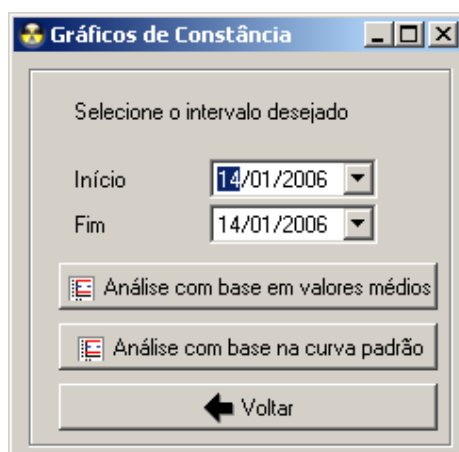 Gráficos de Constância
Selecione o intervalo desejado
Início 14/01/2006
Fim 14/01/2006
Análise com base em valores médios
Análise com base na curva padrão
Voltar